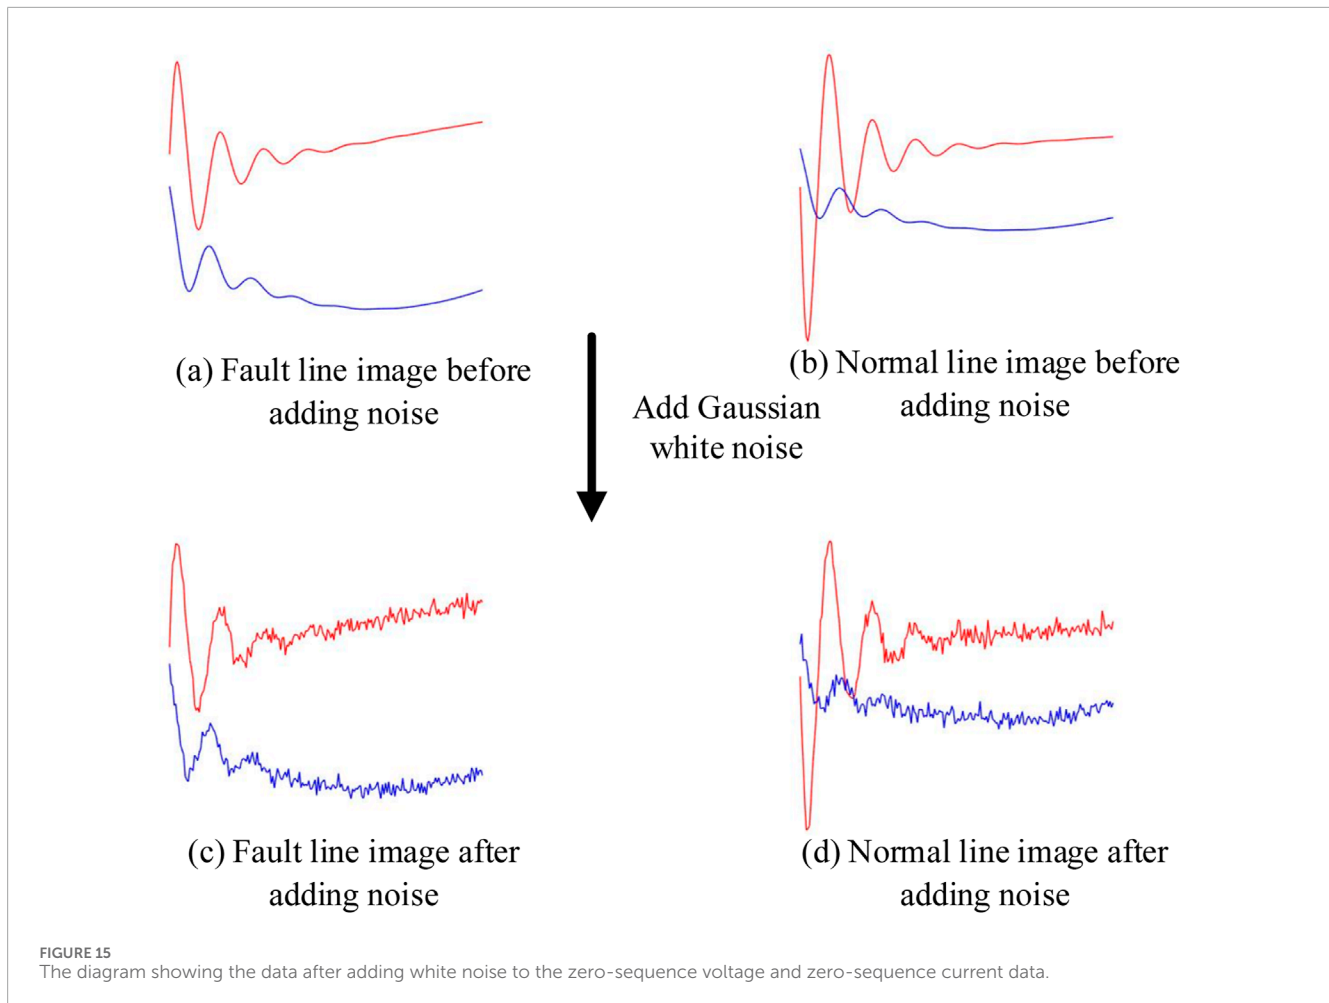 (a) Fault line image before
adding noise
(b) Normal line image before
adding noise
Add Gaussian
white noise
(c) Fault line image after
adding noise
(d) Normal line image after
adding noise
FIGURE 15
The diagram showing the data after adding white noise to the zero-sequence voltage and zero-sequence current data.